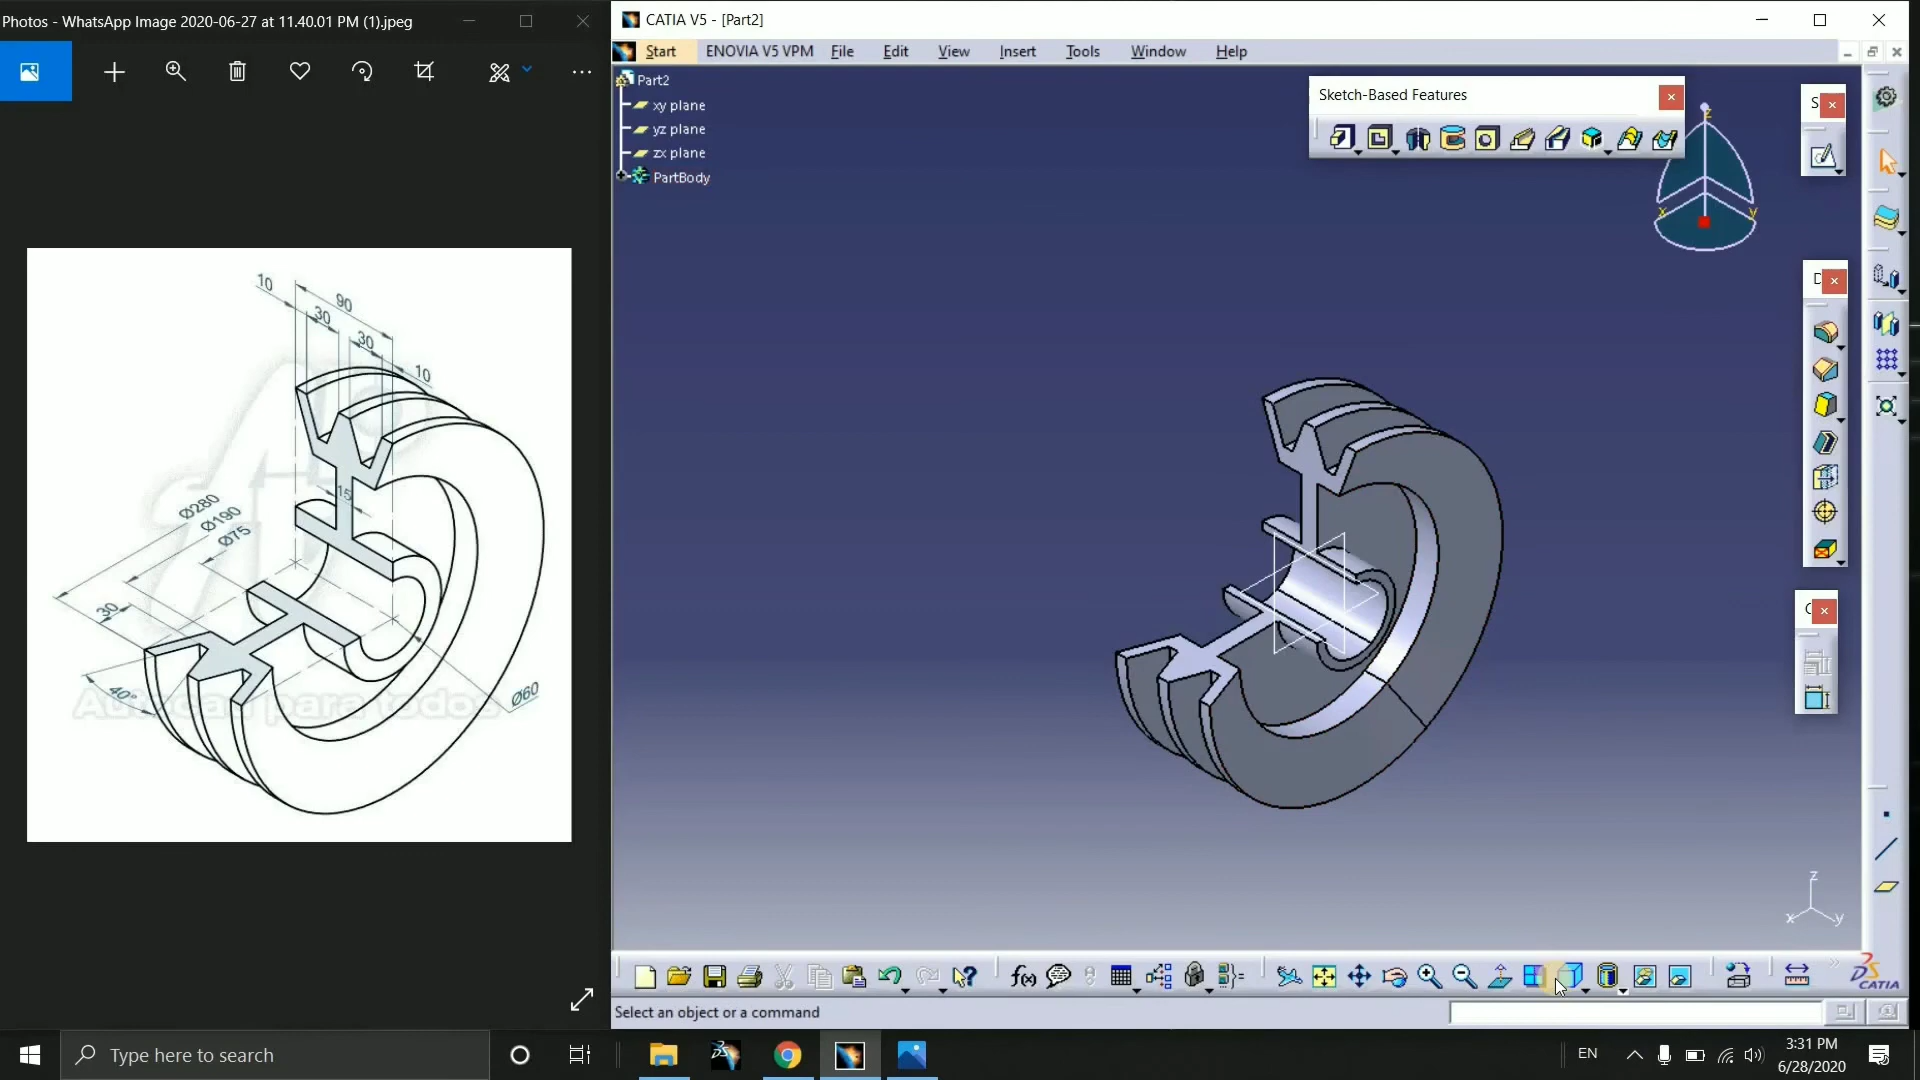 Photos - WhatsApp Image 2020-06-27 at 11.40.01 PM (1).jpeg
CATIA V5 - [Part2]
Start ENOVIA V5 VPM File Edit View Insert Tools Window Help
Part2
xy plane
yz plane
zx plane
PartBody
Sketch-Based Features
S
z
x y
D
C
10
90
30
30
10
15
Ø280
Ø190
Ø75
30
40°
Ø60
Autocad para todos
z
x y
f(x)
CATIA
Select an object or a command
Type here to search
EN
3:31 PM
6/28/2020